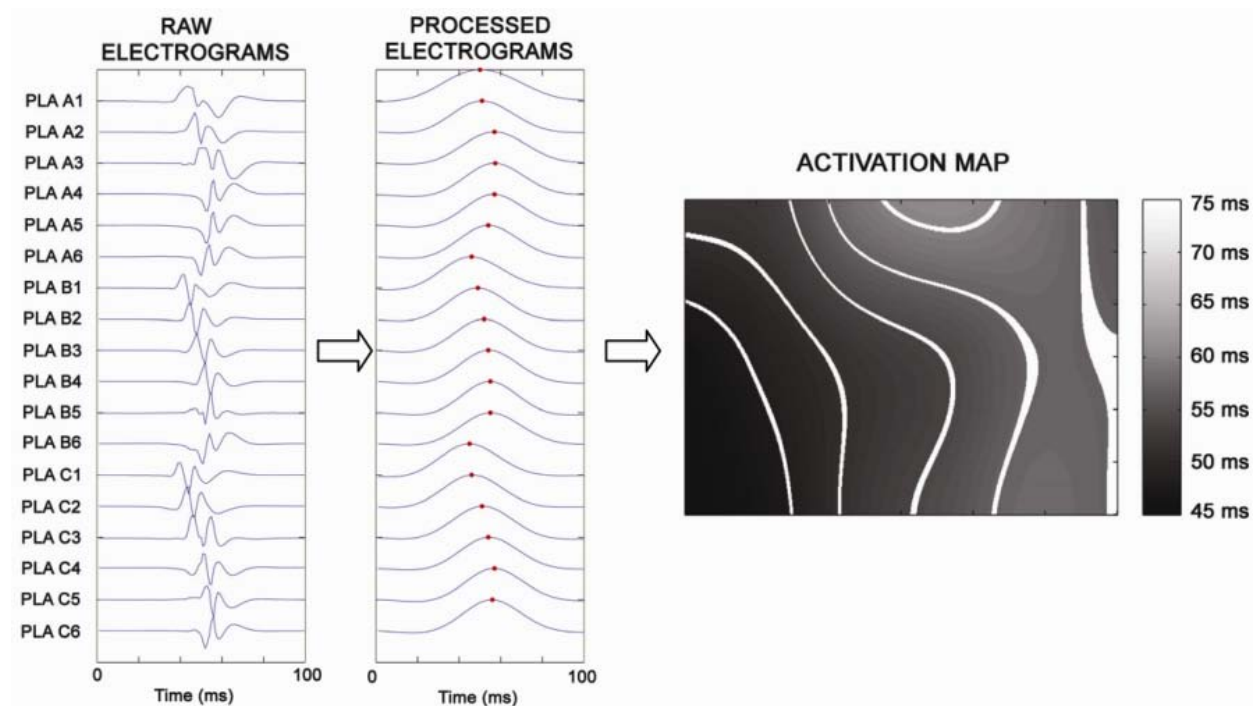 RAW
ELECTROGRAMS
PROCESSED
ELECTROGRAMS
PLA A1
PLA A2
PLA A3
PLA A4
PLA A5
PLA A6
PLA B1
PLA B2
PLA B3
PLA B4
PLA B5
PLA B6
PLA C1
PLA C2
PLA C3
PLA C4
PLA C5
PLA C6
0
100
Time (ms)
0
100
Time (ms)
ACTIVATION MAP
75 ms
70 ms
65 ms
60 ms
55 ms
50 ms
45 ms